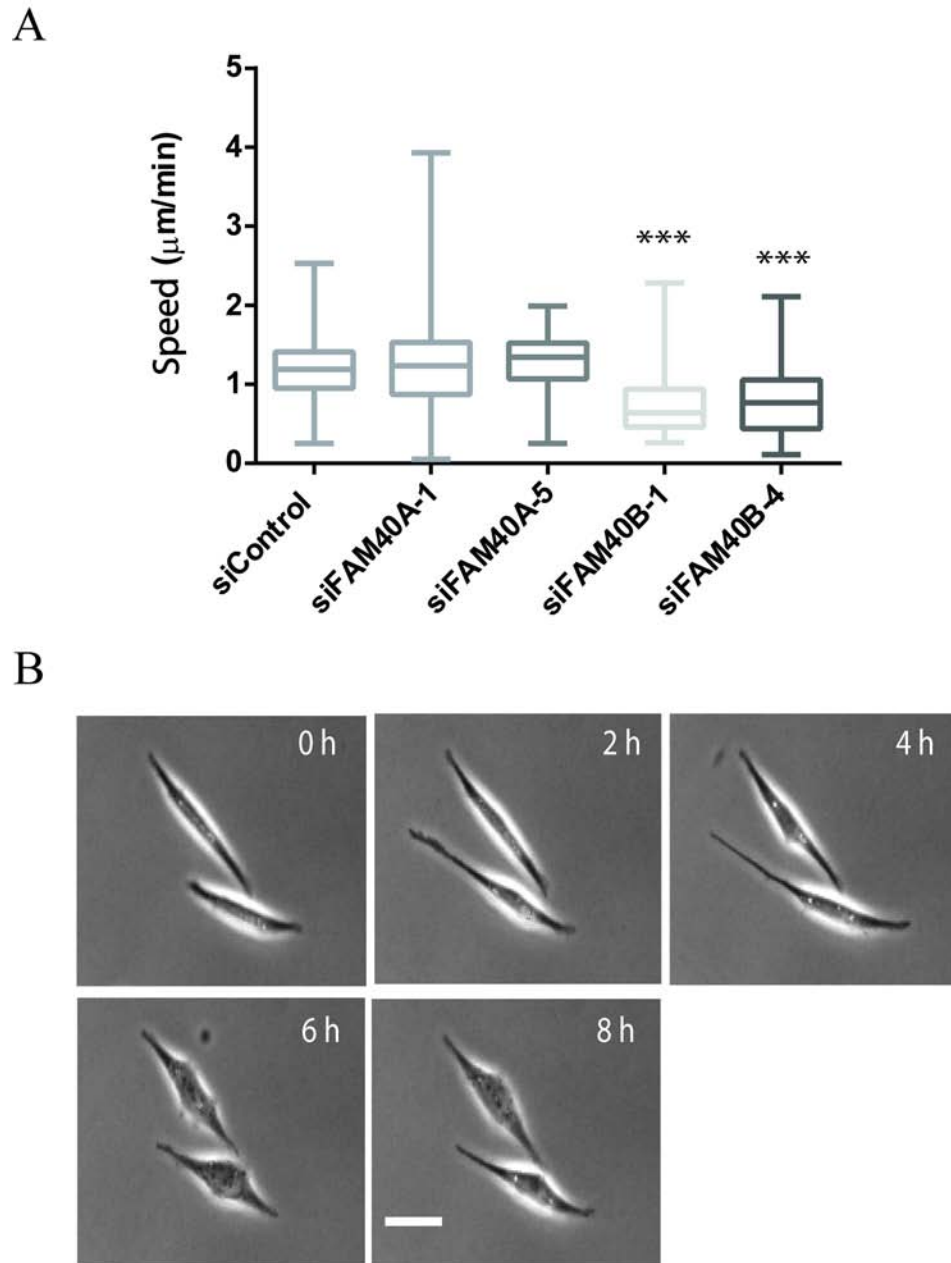 A
5
4
3
2
1
0
Speed (μm/min)
***
***
siControl
siFAM40A-1
siFAM40A-5
siFAM40B-1
siFAM40B-4
B
0 h
2 h
4 h
6 h
8 h